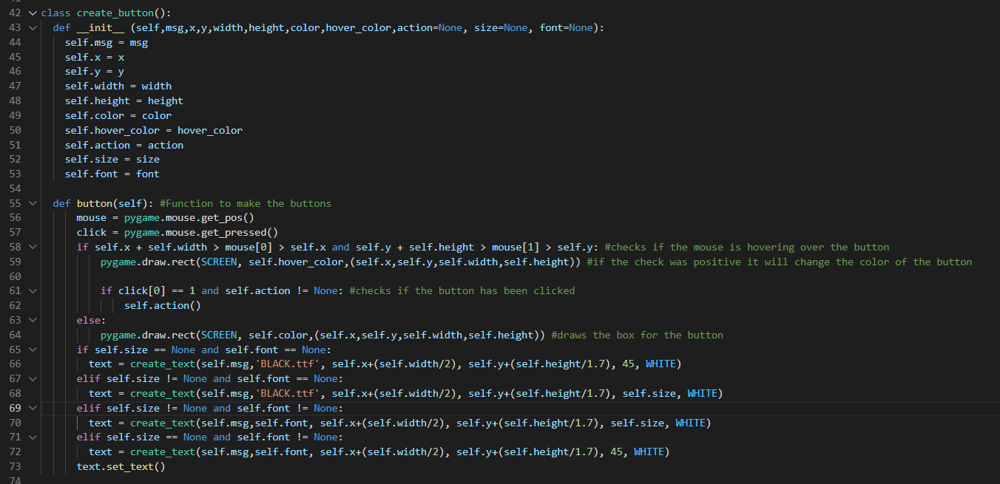 42 class create_button():
43 def __init__ (self,msg,x,y,width,height,color,hover_color,action=None, size=None, font=None):
44 self.msg = msg
45 self.x = x
46 self.y = y
47 self.width = width
48 self.height = height
49 self.color = color
50 self.hover_color = hover_color
51 self.action = action
52 self.size = size
53 self.font = font
54
55 def button(self): #Function to make the buttons
56 mouse = pygame.mouse.get_pos()
57 click = pygame.mouse.get_pressed()
58 if self.x + self.width > mouse[0] > self.x and self.y + self.height > mouse[1] > self.y: #checks if the mouse is hovering over the button
59 pygame.draw.rect(SCREEN, self.hover_color,(self.x,self.y,self.width,self.height)) #if the check was positive it will change the color of the button
60
61 if click[0] == 1 and self.action != None: #checks if the button has been clicked
62 self.action()
63 else:
64 pygame.draw.rect(SCREEN, self.color,(self.x,self.y,self.width,self.height)) #draws the box for the button
65 if self.size == None and self.font == None:
66 text = create_text(self.msg,'BLACK.ttf', self.x+(self.width/2), self.y+(self.height/1.7), 45, WHITE)
67 elif self.size != None and self.font == None:
68 text = create_text(self.msg,'BLACK.ttf', self.x+(self.width/2), self.y+(self.height/1.7), self.size, WHITE)
69 elif self.size != None and self.font != None:
70 text = create_text(self.msg,self.font, self.x+(self.width/2), self.y+(self.height/1.7), self.size, WHITE)
71 elif self.size == None and self.font != None:
72 text = create_text(self.msg,self.font, self.x+(self.width/2), self.y+(self.height/1.7), 45, WHITE)
73 text.set_text()
74